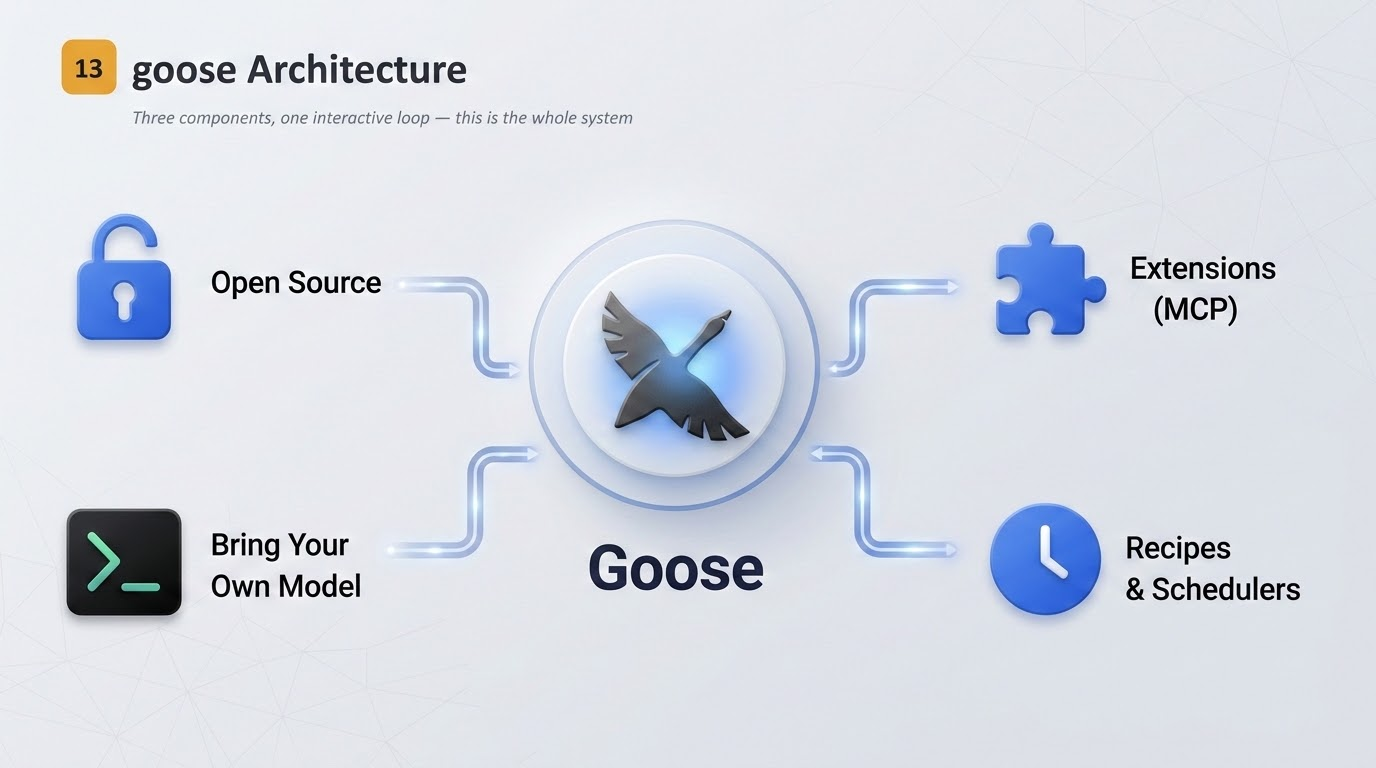 13
goose Architecture
Three components, one interactive loop — this is the whole system
Open Source
Extensions
(MCP)
Bring Your
Own Model
Goose
Recipes
& Schedulers